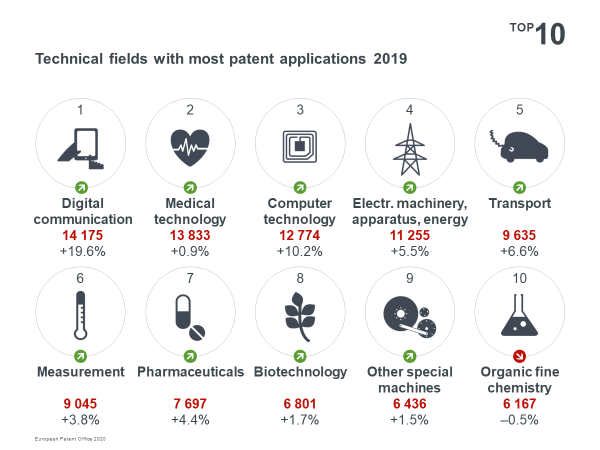 TOP10
Technical fields with most patent applications 2019
1 2 3 4 5
Digital communication
14 175
+19.6%
Medical technology
13 833
+0.9%
Computer technology
12 774
+10.2%
Electr. machinery, apparatus, energy
11 255
+5.5%
Transport
9 635
+6.6%
6 7 8 9 10
Measurement
9 045
+3.8%
Pharmaceuticals
7 697
+4.4%
Biotechnology
6 801
+1.7%
Other special machines
6 436
+1.5%
Organic fine chemistry
6 167
–0.5%
European Patent Office 2020